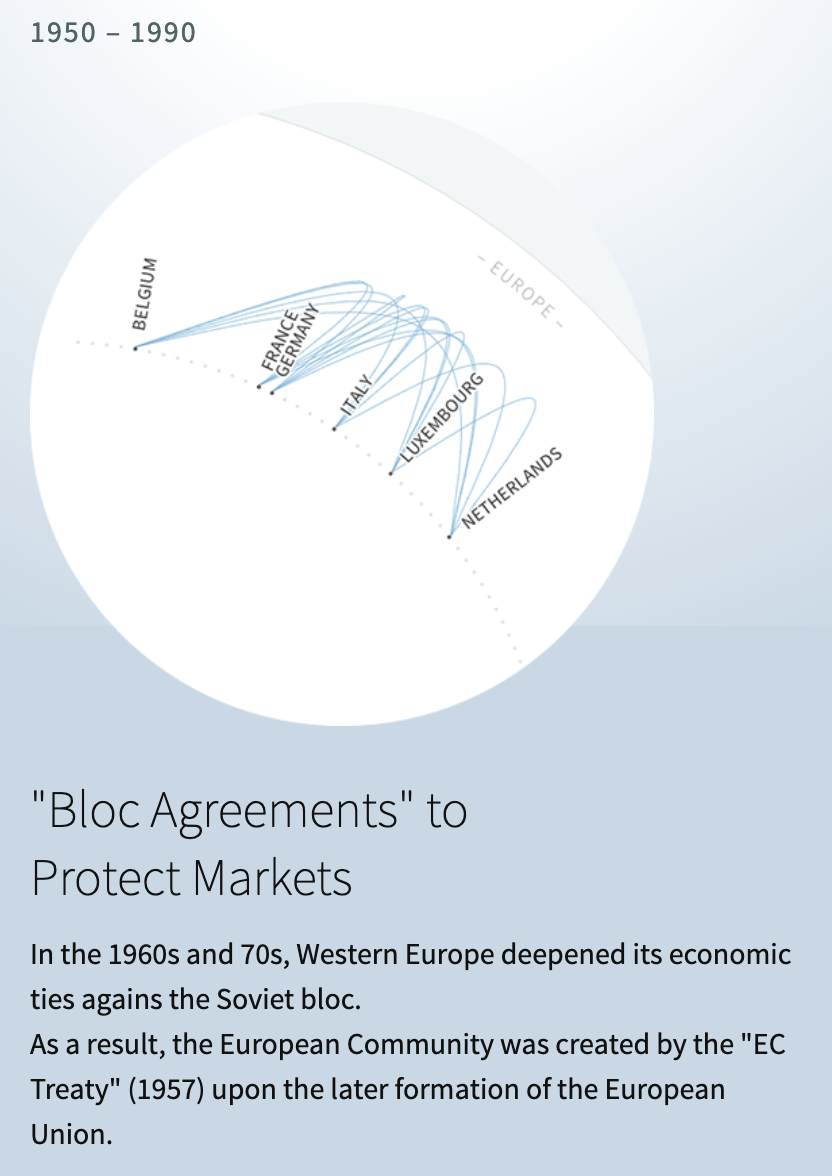 1950 – 1990
– EUROPE –
BELGIUM
FRANCE
GERMANY
ITALY
LUXEMBOURG
NETHERLANDS
"Bloc Agreements" to
Protect Markets
In the 1960s and 70s, Western Europe deepened its economic
ties agains the Soviet bloc.
As a result, the European Community was created by the "EC
Treaty" (1957) upon the later formation of the European
Union.